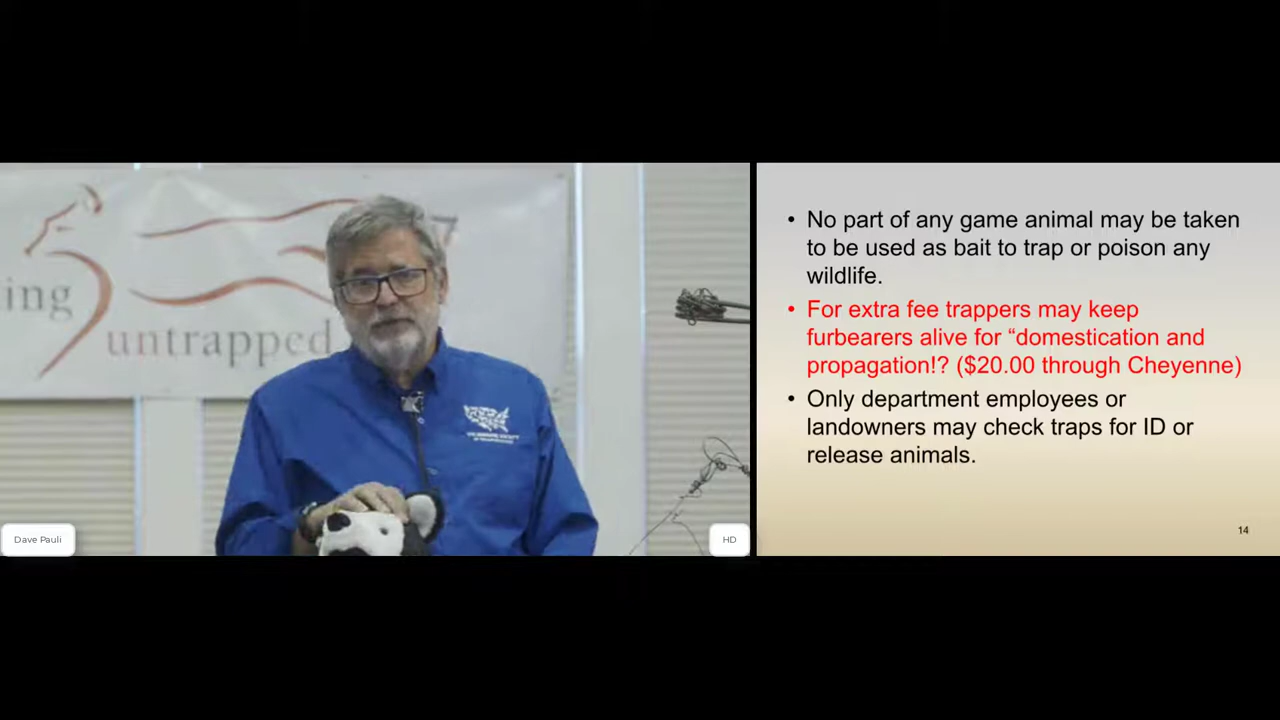 ing
untrapped
Dave Pauli
HD
• No part of any game animal may be taken
to be used as bait to trap or poison any
wildlife.
• For extra fee trappers may keep
furbearers alive for “domestication and
propagation!? ($20.00 through Cheyenne)
• Only department employees or
landowners may check traps for ID or
release animals.
14